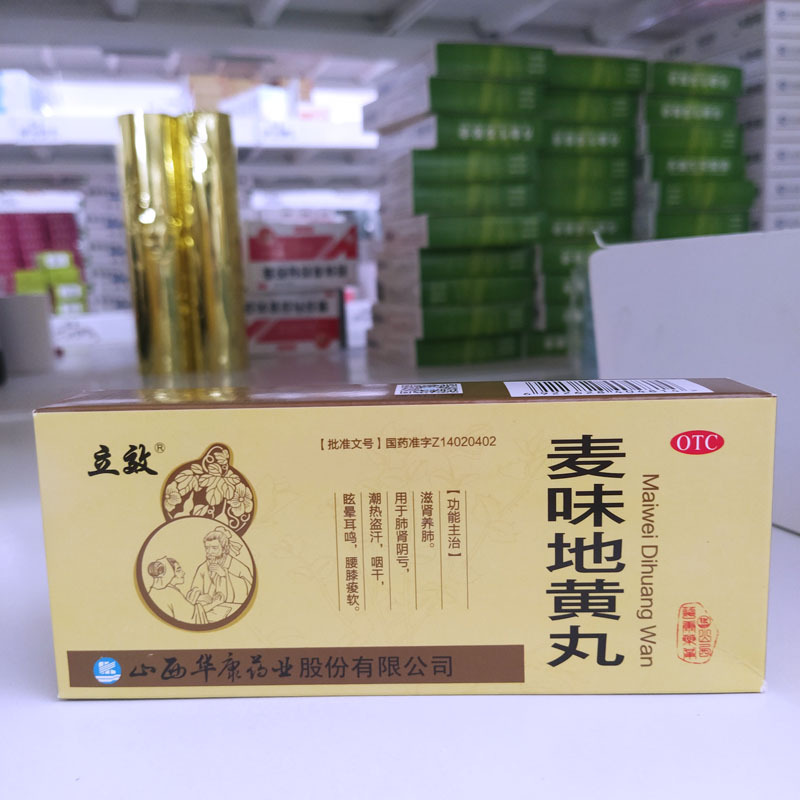 立效®
【批准文号】国药准字Z14020402
OTC
麦味地黄丸
Maiwei Dihuang Wan
【功能主治】
滋肾养肺。
用于肺肾阴亏,
潮热盗汗,咽干,
眩晕耳鸣,腰膝痠软。
山西华康药业股份有限公司